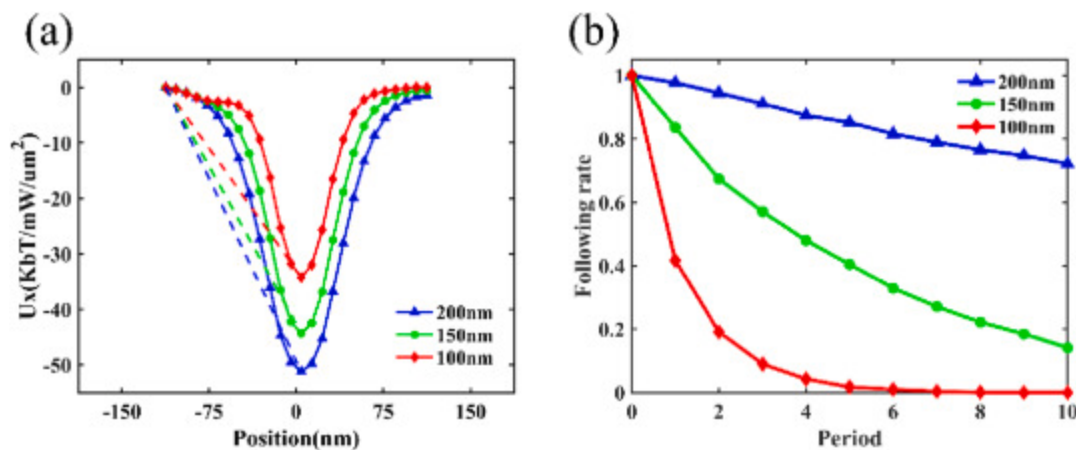 (a)
Ux(KbT/mW/um²)
0
-10
-20
-30
-40
-50
-150
-75
0
75
150
Position(nm)
200nm
150nm
100nm
(b)
Following rate
1
0.8
0.6
0.4
0.2
0
0
2
4
6
8
10
Period
200nm
150nm
100nm